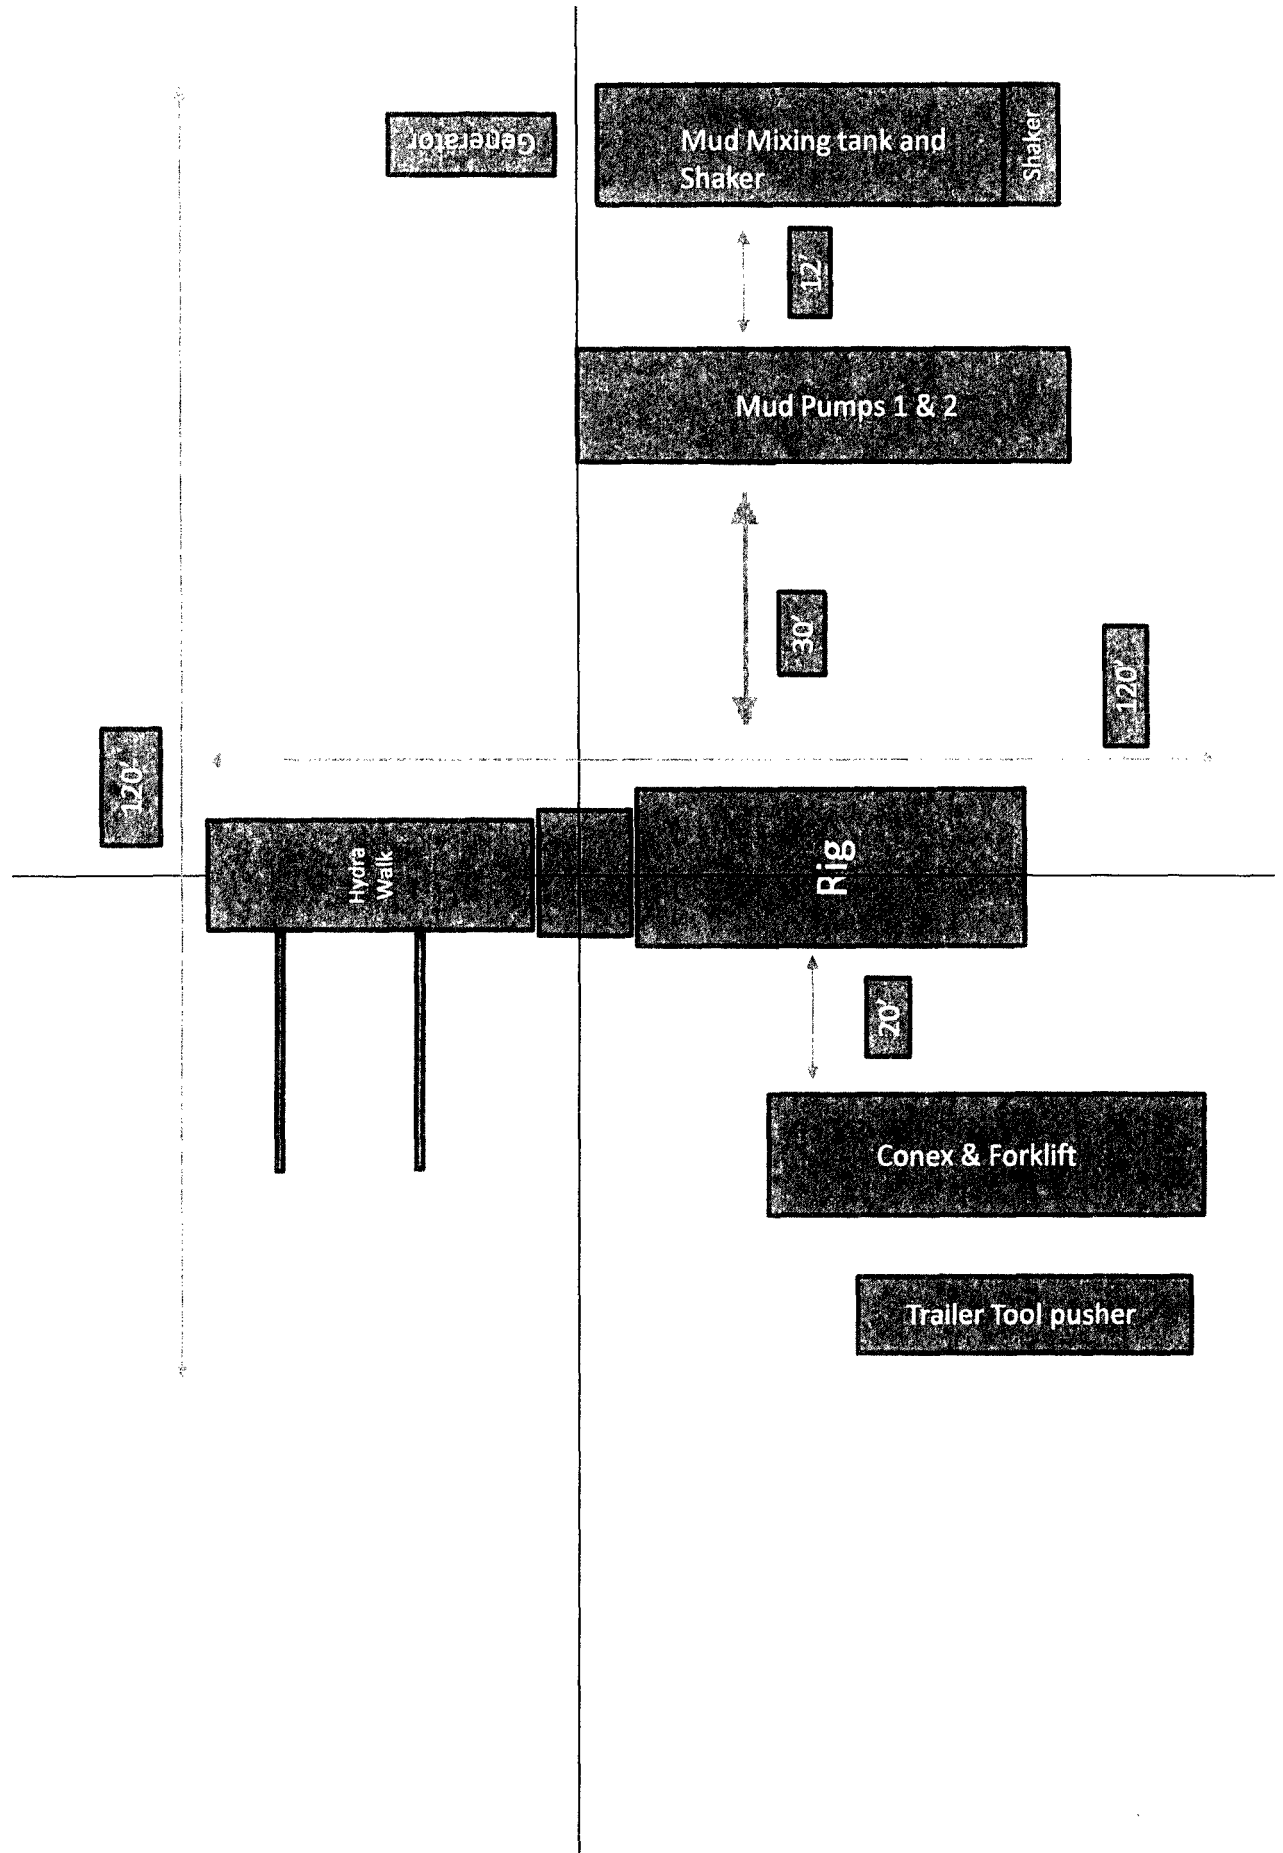 Generator
Mud Mixing tank and
Shaker
Shaker
12'
Mud Pumps 1 & 2
30'
120'
120'
Hydra
Walk
Rig
20'
Conex & Forklift
Trailer Tool pusher